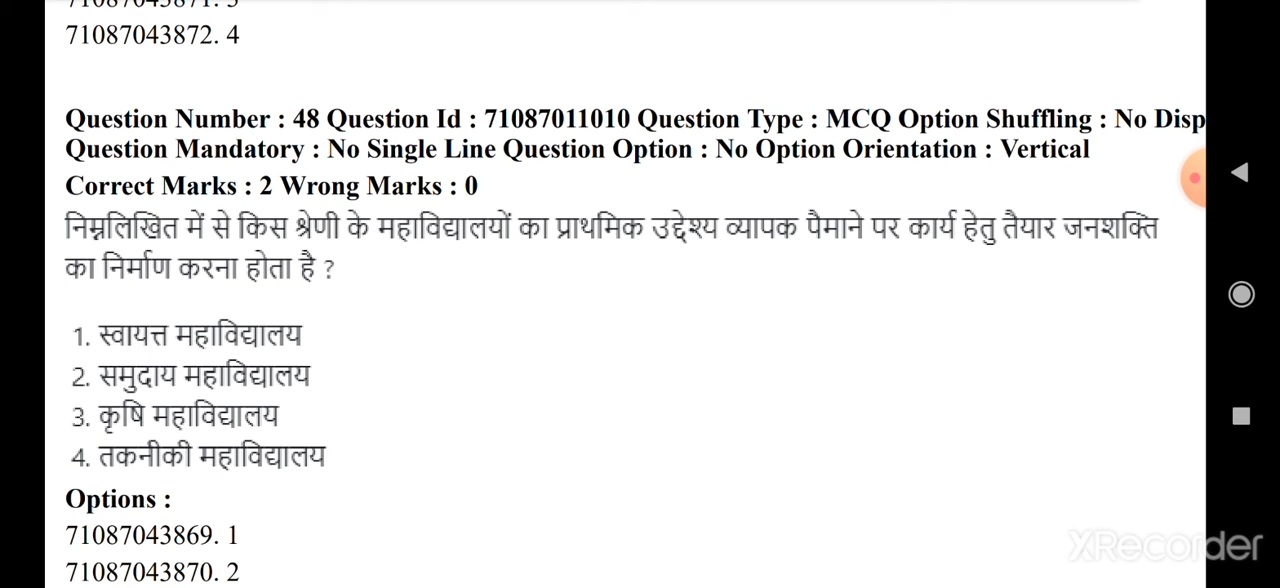 71087043871. 3
71087043872. 4
Question Number : 48 Question Id : 71087011010 Question Type : MCQ Option Shuffling : No Disp
Question Mandatory : No Single Line Question Option : No Option Orientation : Vertical
Correct Marks : 2 Wrong Marks : 0
निम्नलिखित में से किस श्रेणी के महाविद्यालयों का प्राथमिक उद्देश्य व्यापक पैमाने पर कार्य हेतु तैयार जनशक्ति
का निर्माण करना होता है ?
1. स्वायत्त महाविद्यालय
2. समुदाय महाविद्यालय
3. कृषि महाविद्यालय
4. तकनीकी महाविद्यालय
Options :
71087043869. 1
71087043870. 2
XRecorder